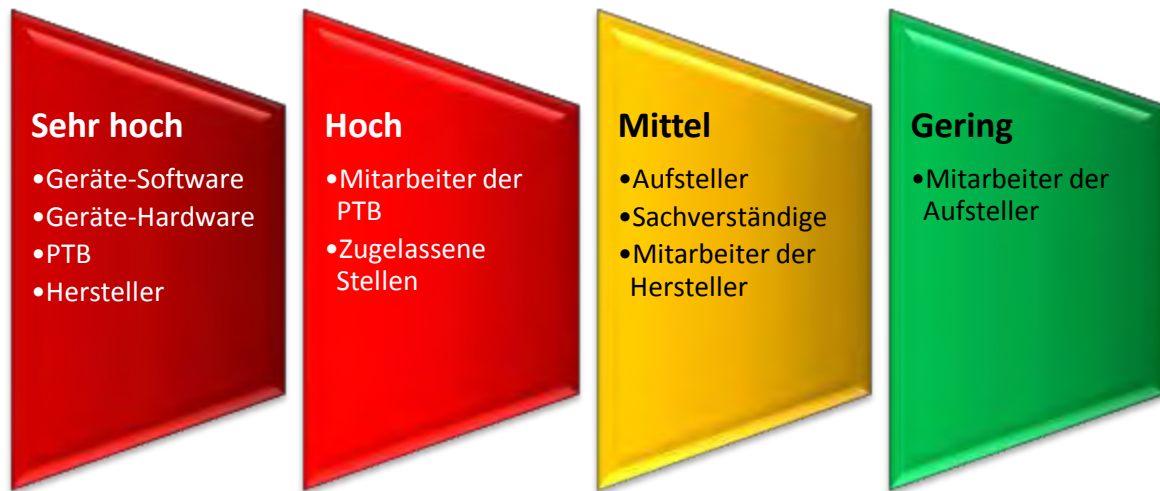 Sehr hoch
•Geräte-Software
•Geräte-Hardware
•PTB
•Hersteller
Hoch
•Mitarbeiter der
PTB
•Zugelassene
Stellen
Mittel
•Aufsteller
•Sachverständige
•Mitarbeiter der
Hersteller
Gering
•Mitarbeiter der
Aufsteller